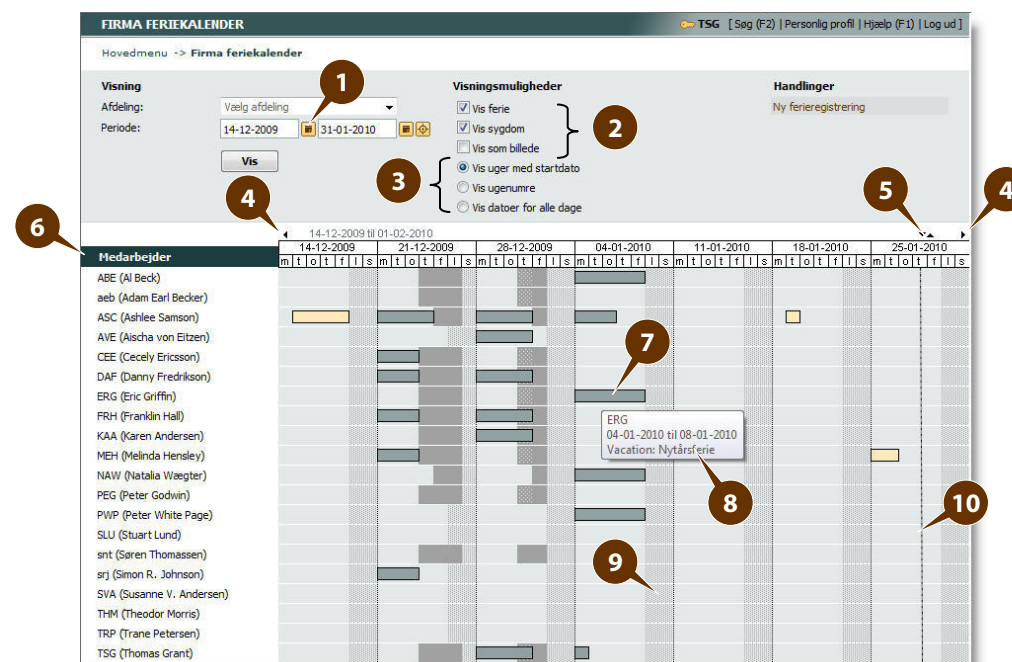 FIRMA FERIEKALENDER TSG [ Søg (F2) | Personlig profil | Hjælp (F1) | Log ud ]
Hovedmenu -> Firma feriekalender
Visning 1 Visningsmuligheder Handlinger
Afdeling: Vælg afdeling Vis ferie Ny ferieregistrering
Periode: 14-12-2009 31-01-2010 Vis sygdom 2
Vis som billede
Vis Vis uger med startdato
3 Vis ugenumre
4 Vis datoer for alle dage 5 4
6 14-12-2009 til 01-02-2010
14-12-2009 21-12-2009 28-12-2009 04-01-2010 11-01-2010 18-01-2010 25-01-2010
Medarbejder m t o t f l s m t o t f l s m t o t f l s m t o t f l s m t o t f l s m t o t f l s m t o t f l s
ABE (Al Beck)
aeb (Adam Earl Becker)
ASC (Ashlee Samson)
AVE (Aischa von Eitzen) 7
CEE (Cecely Ericsson)
DAF (Danny Fredrikson)
ERG (Eric Griffin)
FRH (Franklin Hall) ERG
KAA (Karen Andersen) 04-01-2010 til 08-01-2010
MEH (Melinda Hensley) Vacation: Nytårsferie
NAW (Natalia Wægter)
PEG (Peter Godwin) 8 10
PWP (Peter White Page)
SLU (Stuart Lund)
snt (Søren Thomassen) 9
srj (Simon R. Johnson)
SVA (Susanne V. Andersen)
THM (Theodor Morris)
TRP (Trane Petersen)
TSG (Thomas Grant)